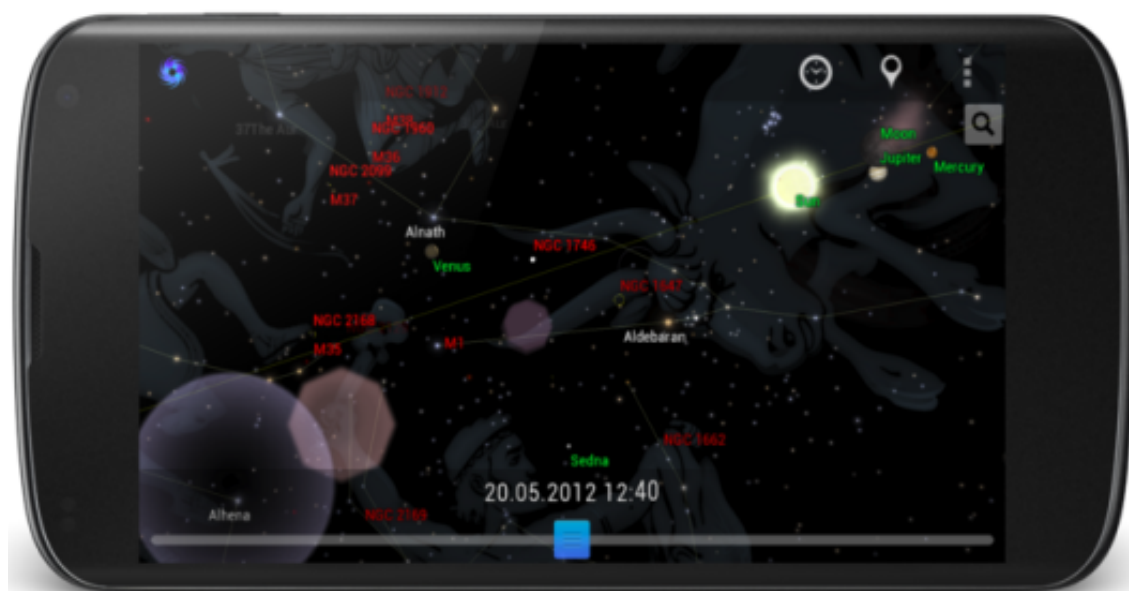 NGC 1912
M38
NGC 1960
M36
NGC 2099
M37
Moon
Jupiter
Mercury
Sun
Alnath
Venus
NGC 1746
NGC 1647
NGC 2168
M35
M1
Aldebaran
NGC 1662
Sedna
20.05.2012 12:40
Alhena
NGC 2169